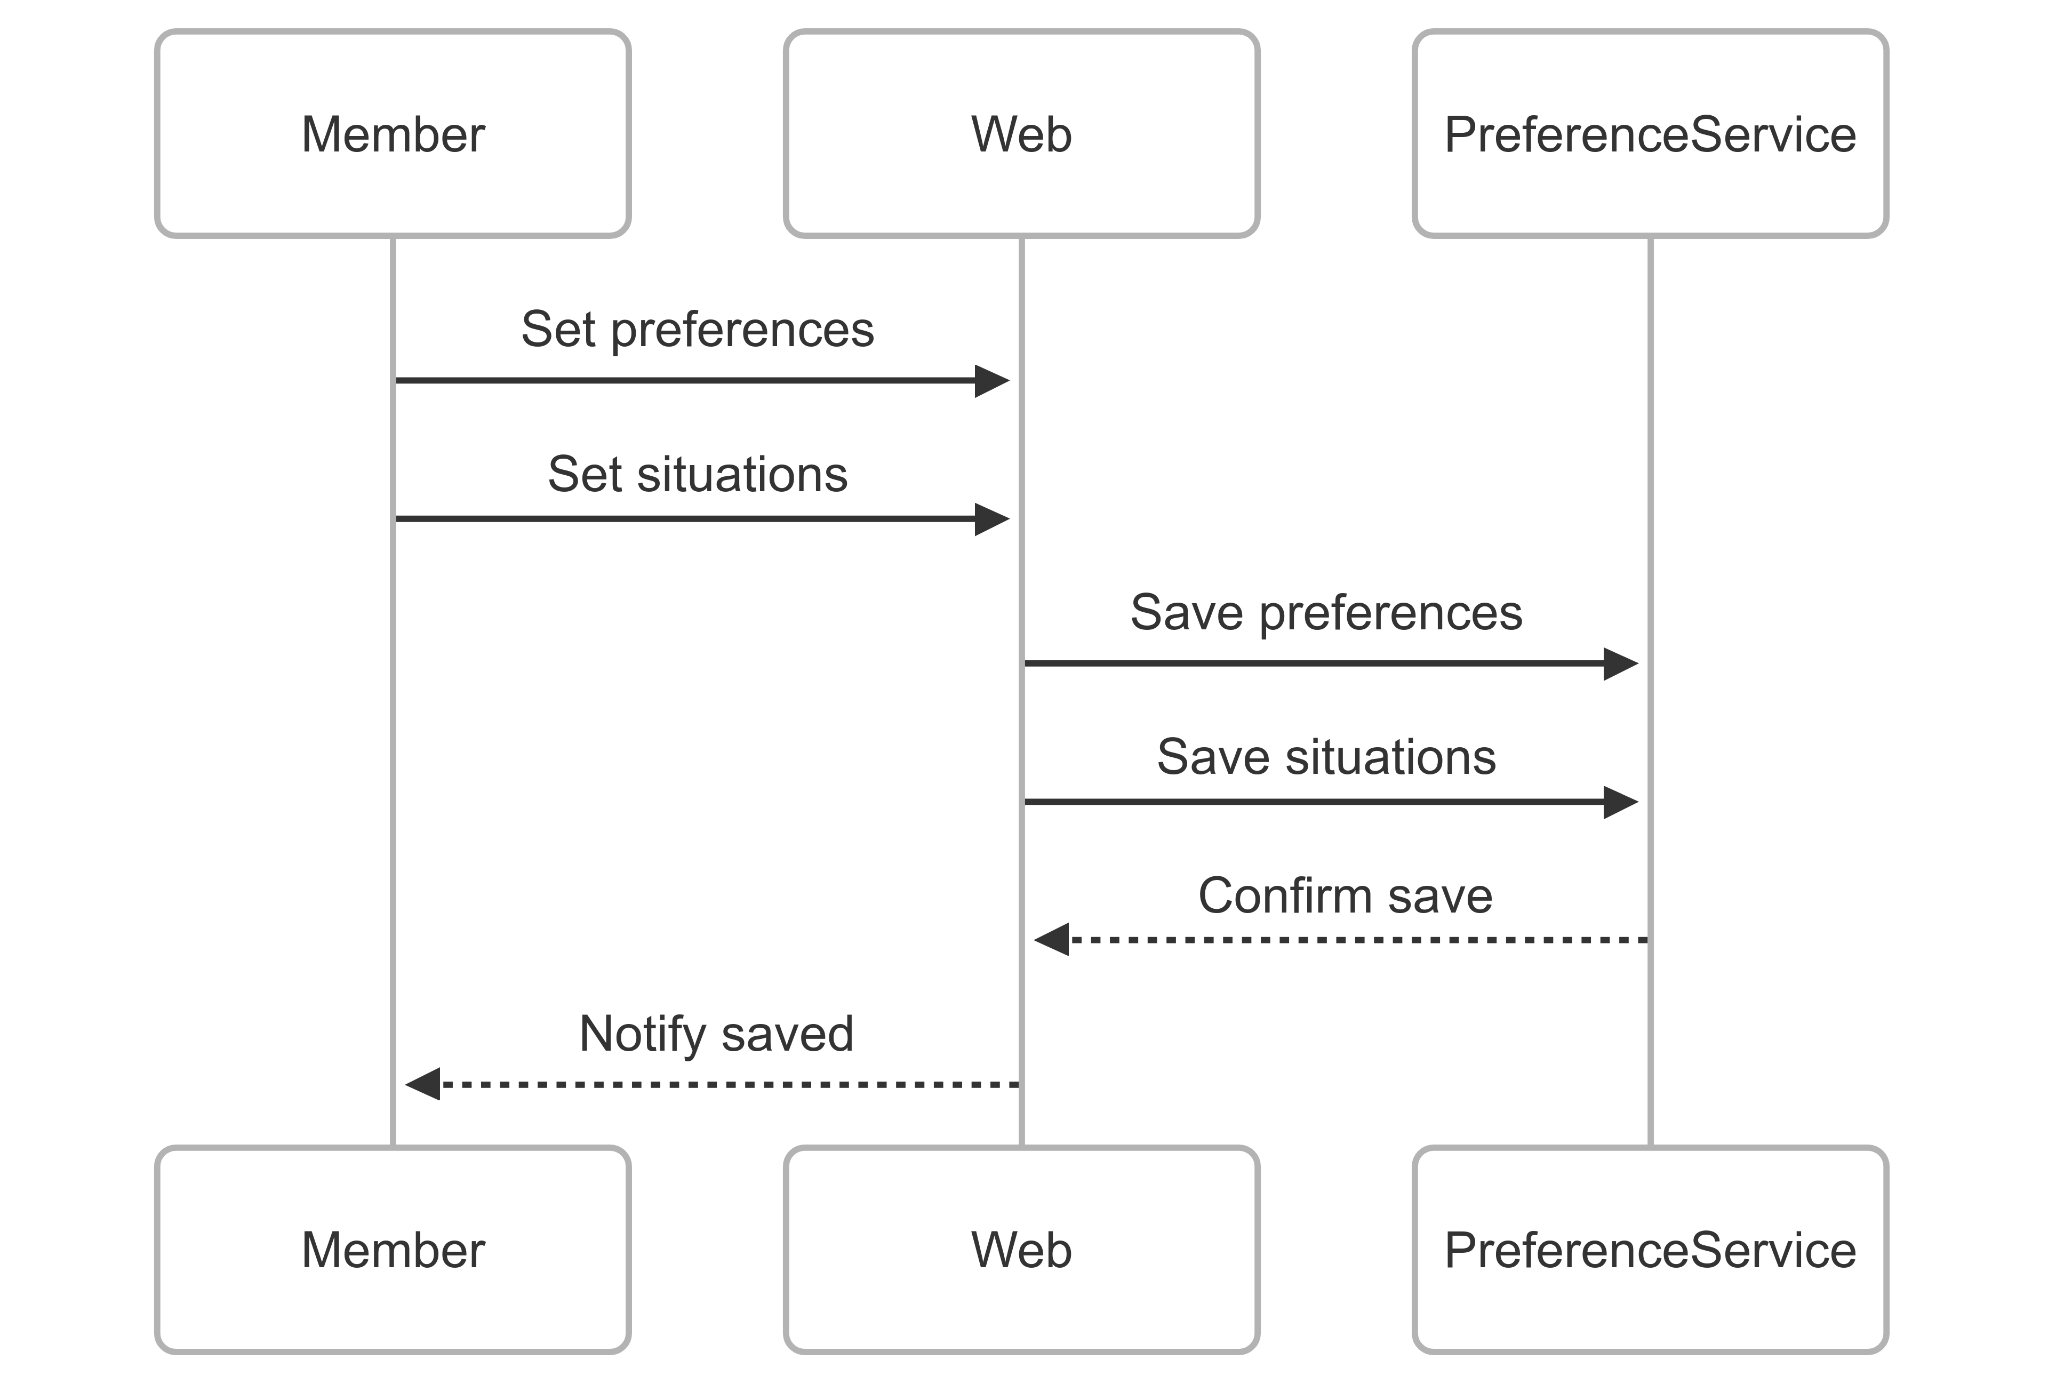 Member
Web
PreferenceService
Set preferences
Set situations
Save preferences
Save situations
Confirm save
Notify saved
Member
Web
PreferenceService